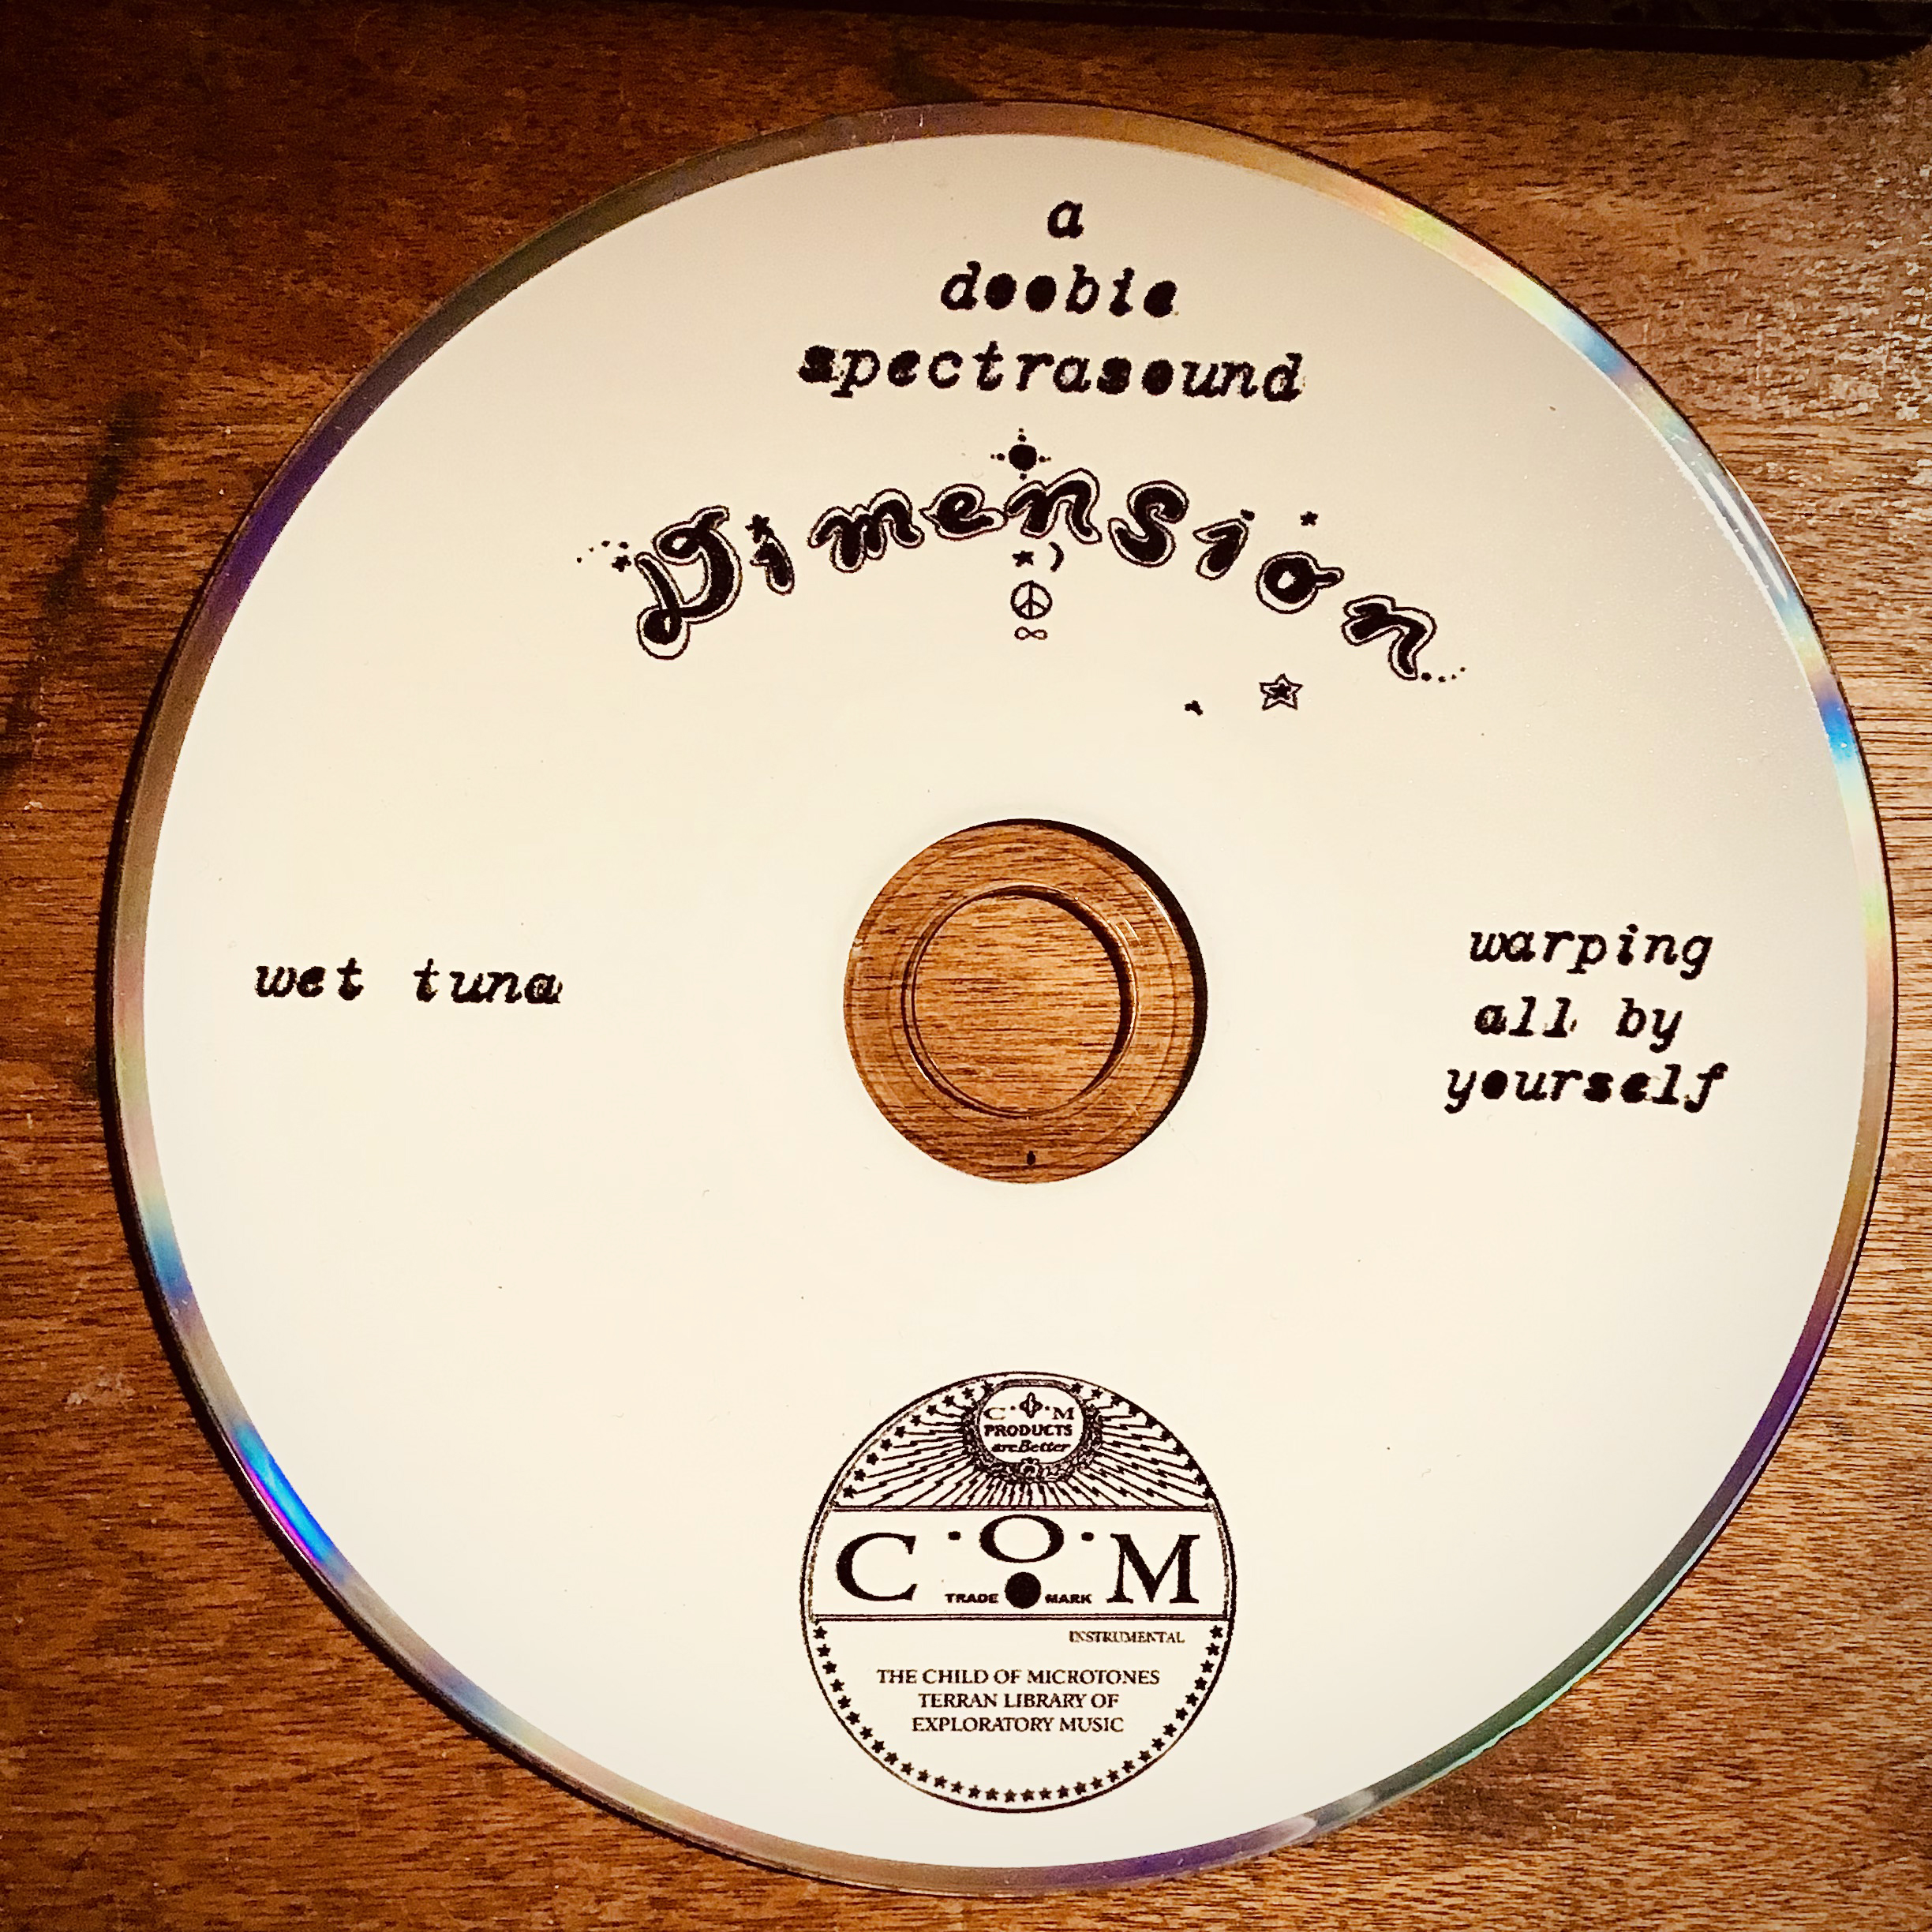 a
doobie
spectrasound
Dimension
wet tuna
warping
all by
yourself
C · O · M
PRODUCTS
are Better
C · O · M
TRADE MARK
INSTRUMENTAL
THE CHILD OF MICROTONES
TERRAN LIBRARY OF
EXPLORATORY MUSIC